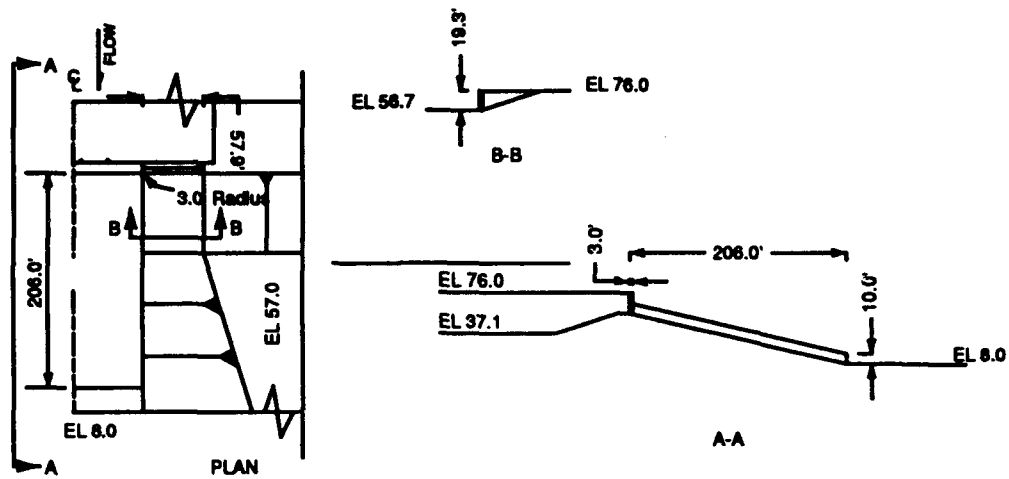 A
℄
FLOW
57.9'
3.0 Radius
B
B
206.0'
EL 57.0
EL 8.0
A
PLAN
19.3'
EL 56.7
EL 76.0
B-B
3.0'
206.0'
EL 76.0
EL 37.1
10.0'
EL 8.0
A-A